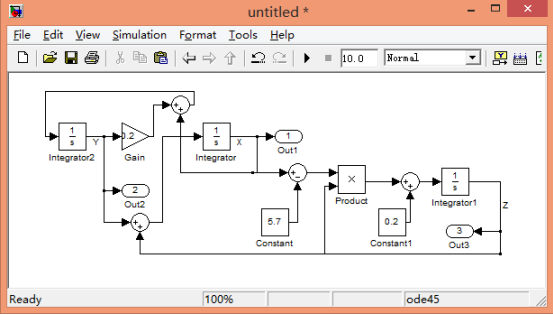 untitled *
File Edit View Simulation Format Tools Help
10.0 Normal
1
s
Integrator2
Y
0.2
Gain
1
s
Integrator
X
1
Out1
2
Out2
5.7
Constant
×
Product
0.2
Constant1
1
s
Integrator1
Z
3
Out3
Ready 100% ode45